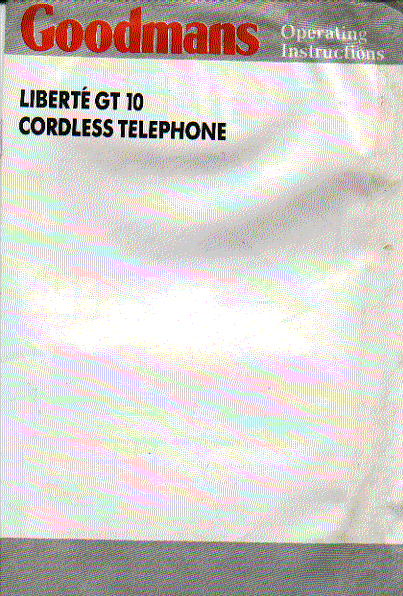 Goodmans
Operating
Instructions
LIBERTÉ GT 10
CORDLESS TELEPHONE